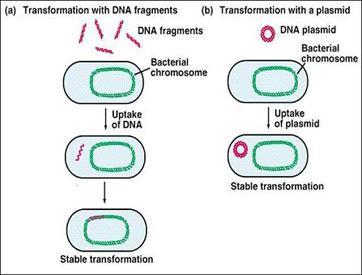 (a) Transformation with DNA fragments
DNA fragments
Bacterial
chromosome
Uptake
of DNA
Stable transformation
(b) Transformation with a plasmid
DNA plasmid
Bacterial
chromosome
Uptake
of plasmid
Stable transformation